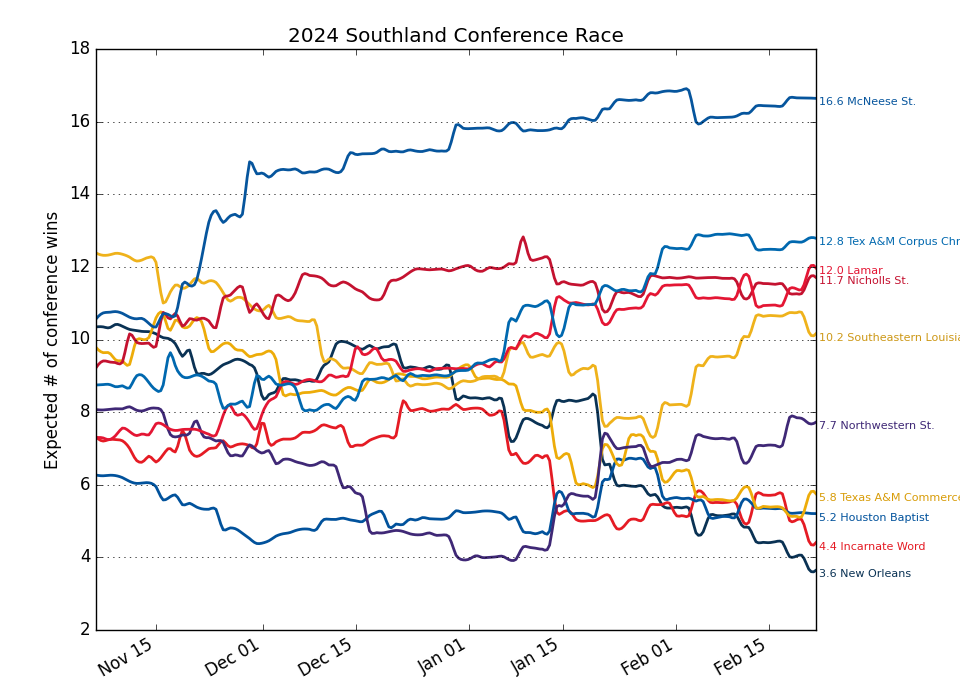 2024 Southland Conference Race
Expected # of conference wins
18
16
14
12
10
8
6
4
2
Nov 15
Dec 01
Dec 15
Jan 01
Jan 15
Feb 01
Feb 15
16.6 McNeese St.
12.8 Tex A&M Corpus Chr
12.0 Lamar
11.7 Nicholls St.
10.2 Southeastern Louisia
7.7 Northwestern St.
5.8 Texas A&M Commerce
5.2 Houston Baptist
4.4 Incarnate Word
3.6 New Orleans